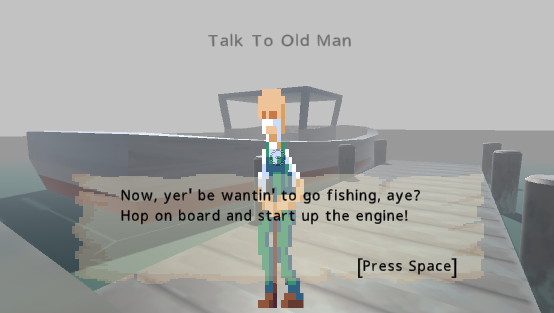 Talk To Old Man
Now, yer' be wantin' to go fishing, aye?
Hop on board and start up the engine!
[Press Space]